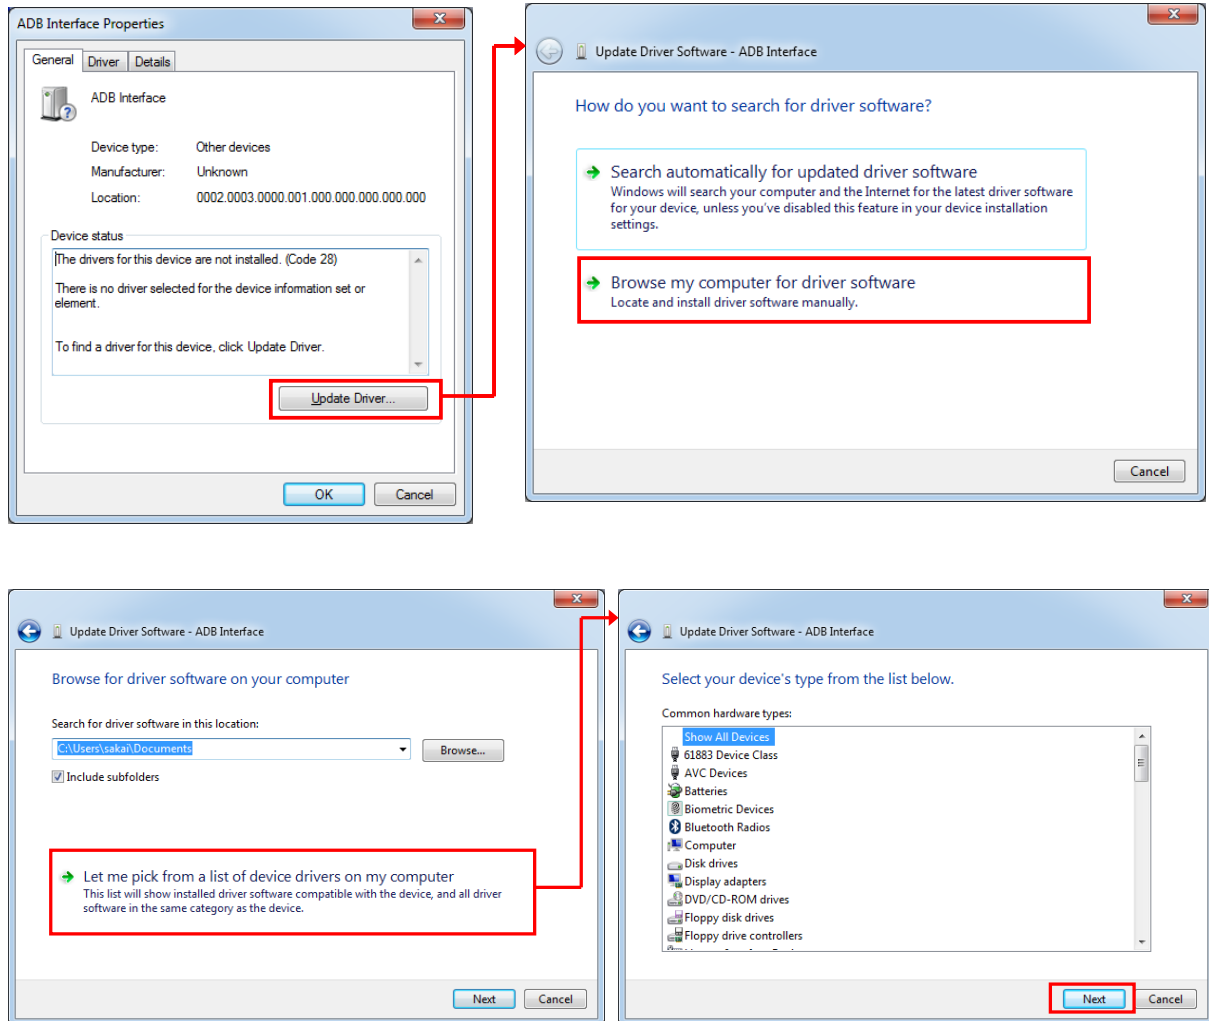 ADB Interface Properties
General
Driver
Details
ADB Interface
Device type: Other devices
Manufacturer: Unknown
Location: 0002.0003.0000.001.000.000.000.000.000
Device status
The drivers for this device are not installed. (Code 28)
There is no driver selected for the device information set or
element.
To find a driver for this device, click Update Driver.
Update Driver...
OK
Cancel
Update Driver Software - ADB Interface
How do you want to search for driver software?
Search automatically for updated driver software
Windows will search your computer and the Internet for the latest driver software
for your device, unless you've disabled this feature in your device installation
settings.
Browse my computer for driver software
Locate and install driver software manually.
Cancel
Update Driver Software - ADB Interface
Browse for driver software on your computer
Search for driver software in this location:
C:\Users\sakai\Documents
Browse...
Include subfolders
Let me pick from a list of device drivers on my computer
This list will show installed driver software compatible with the device, and all driver
software in the same category as the device.
Next
Cancel
Update Driver Software - ADB Interface
Select your device's type from the list below.
Common hardware types:
Show All Devices
61883 Device Class
AVC Devices
Batteries
Biometric Devices
Bluetooth Radios
Computer
Disk drives
Display adapters
DVD/CD-ROM drives
Floppy disk drives
Floppy drive controllers
Next
Cancel